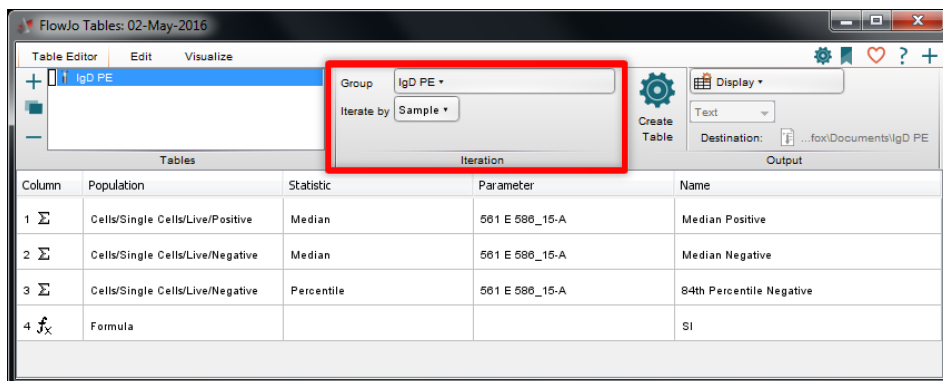 FlowJo Tables: 02-May-2016
Table Editor Edit Visualize
IgD PE
Group IgD PE
Iterate by Sample
Create
Table
Display
Text
Destination: ...fox\Documents\IgD PE
Tables Iteration Output
Column Population Statistic Parameter Name
1 Σ Cells/Single Cells/Live/Positive Median 561 E 586_15-A Median Positive
2 Σ Cells/Single Cells/Live/Negative Median 561 E 586_15-A Median Negative
3 Σ Cells/Single Cells/Live/Negative Percentile 561 E 586_15-A 84th Percentile Negative
4 fx Formula SI